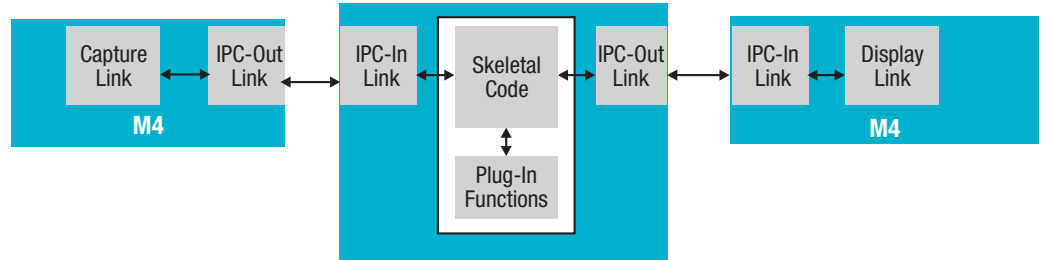 Capture
Link
IPC-Out
Link
M4
IPC-In
Link
Skeletal
Code
Plug-In
Functions
IPC-Out
Link
IPC-In
Link
Display
Link
M4